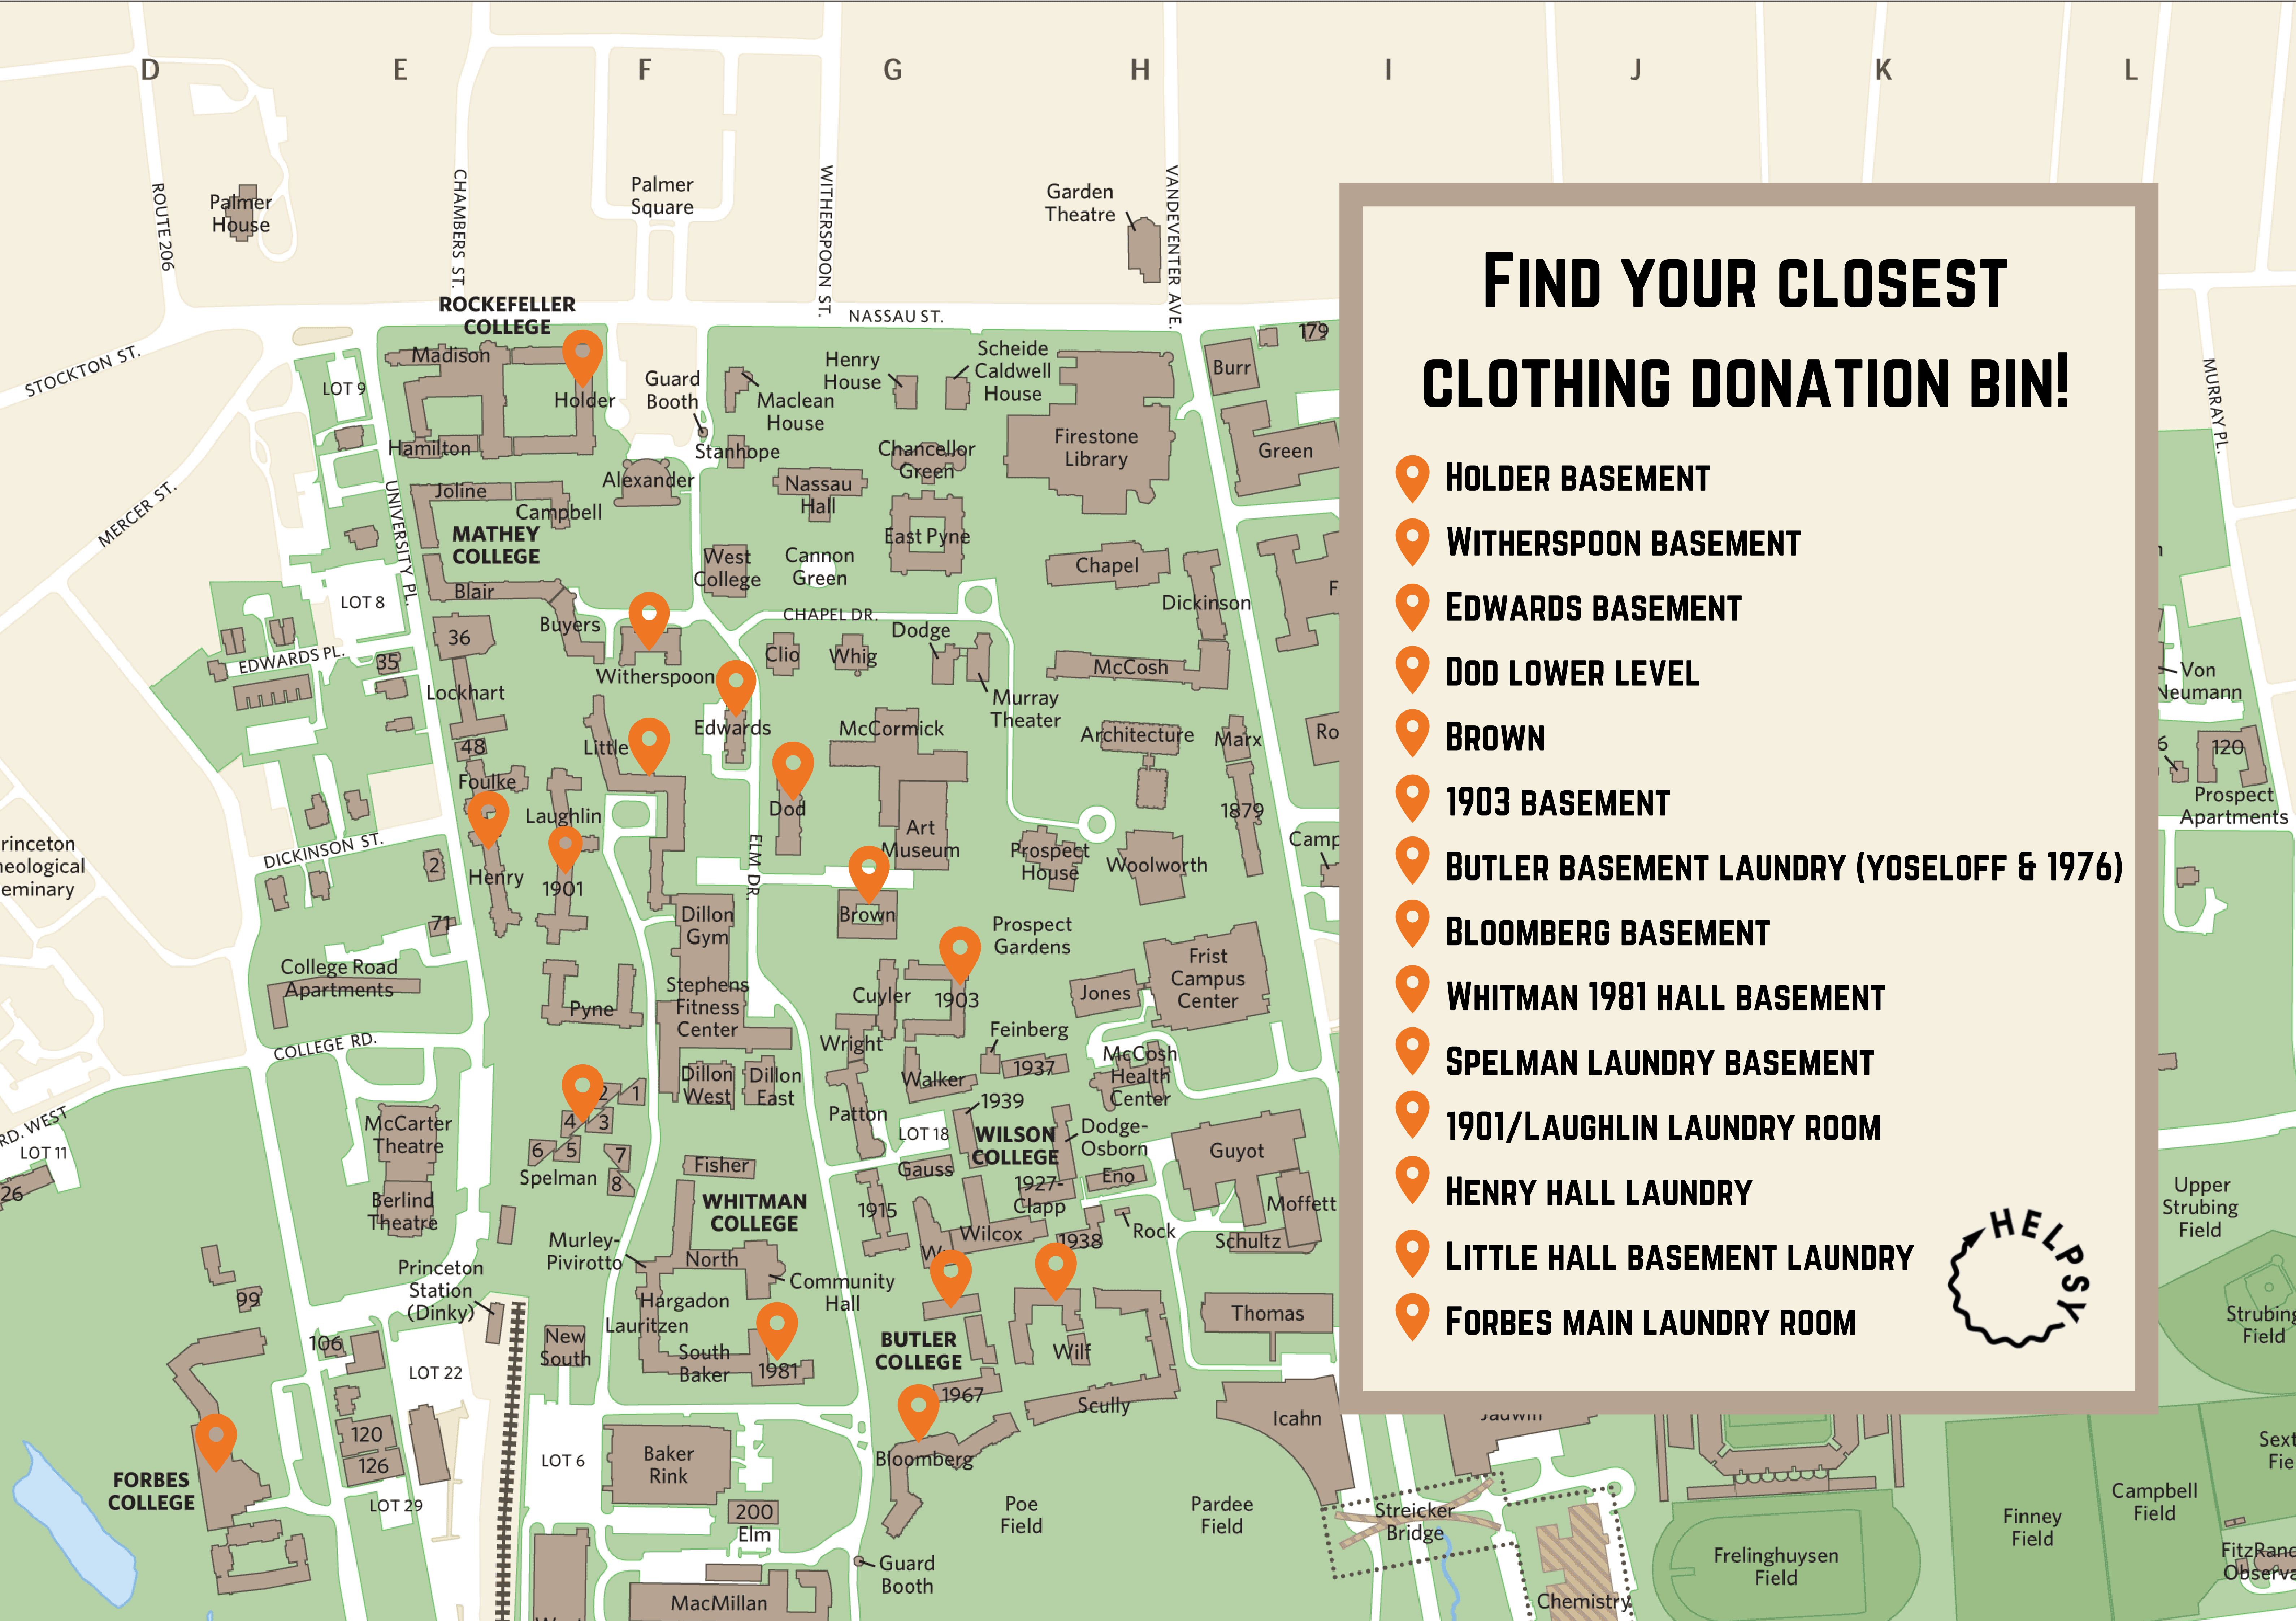 D
E
F
G
H
I
J
K
L
ROUTE 206
Palmer
House
CHAMBERS ST.
Palmer
Square
WITHERSPOON ST.
Garden
Theatre
VANDEVENTER AVE.
NASSAU ST.
STOCKTON ST.
MERCER ST.
UNIVERSITY PL.
MURRAY PL.
ROCKEFELLER
COLLEGE
Madison
Holder
Hamilton
LOT 9
Guard
Booth
Maclean
House
Stanhope
Henry
House
Scheide
Caldwell
House
Burr
179
Firestone
Library
Green
Chancellor
Green
Alexander
Nassau
Hall
East Pyne
Joline
Campbell
MATHEY
COLLEGE
West
College
Cannon
Green
Chapel
Dickinson
Blair
LOT 8
Buyers
CHAPEL DR.
36
EDWARDS PL.
35
Lockhart
Witherspoon
Clio
Whig
Dodge
Murray
Theater
McCosh
48
Little
Edwards
McCormick
Architecture
Marx
Foulke
Laughlin
Dod
Art
Museum
1879
Prospect
House
Woolworth
DICKINSON ST.
2
Henry
1901
ELM DR.
71
Brown
Dillon
Gym
Prospect
Gardens
College Road
Apartments
Pyne
Stephens
Fitness
Center
Cuyler
1903
Jones
Frist
Campus
Center
COLLEGE RD.
Wright
Feinberg
1937
Walker
McCosh
Health
Center
Dillon
West
Dillon
East
Patton
1939
LOT 18
WILSON
COLLEGE
Dodge-
Osborn
Guyot
RD. WEST
LOT 11
26
McCarter
Theatre
Berlind
Theatre
2
1
4
3
6
5
7
8
Spelman
Fisher
Gauss
1927-
Clapp
Eno
Moffett
WHITMAN
COLLEGE
1915
Wilcox
1938
Rock
Schultz
Murley-
Pivirotto
North
Community
Hall
Princeton
Station
(Dinky)
Hargadon
Lauritzen
99
106
New
South
South
Baker
1981
BUTLER
COLLEGE
Wilf
Thomas
LOT 22
1967
Scully
Icahn
FORBES
COLLEGE
120
126
LOT 29
LOT 6
Baker
Rink
Bloomberg
200
Elm
Poe
Field
Pardee
Field
Streicker
Bridge
Guard
Booth
MacMillan
Chemistry
Frelinghuysen
Field
Finney
Field
Campbell
Field
Upper
Strubing
Field
Von
Neumann
120
Prospect
Apartments
FIND YOUR CLOSEST
CLOTHING DONATION BIN!
HOLDER BASEMENT
WITHERSPOON BASEMENT
EDWARDS BASEMENT
DOD LOWER LEVEL
BROWN
1903 BASEMENT
BUTLER BASEMENT LAUNDRY (YOSELOFF & 1976)
BLOOMBERG BASEMENT
WHITMAN 1981 HALL BASEMENT
SPELMAN LAUNDRY BASEMENT
1901/LAUGHLIN LAUNDRY ROOM
HENRY HALL LAUNDRY
LITTLE HALL BASEMENT LAUNDRY
FORBES MAIN LAUNDRY ROOM
HELPSY